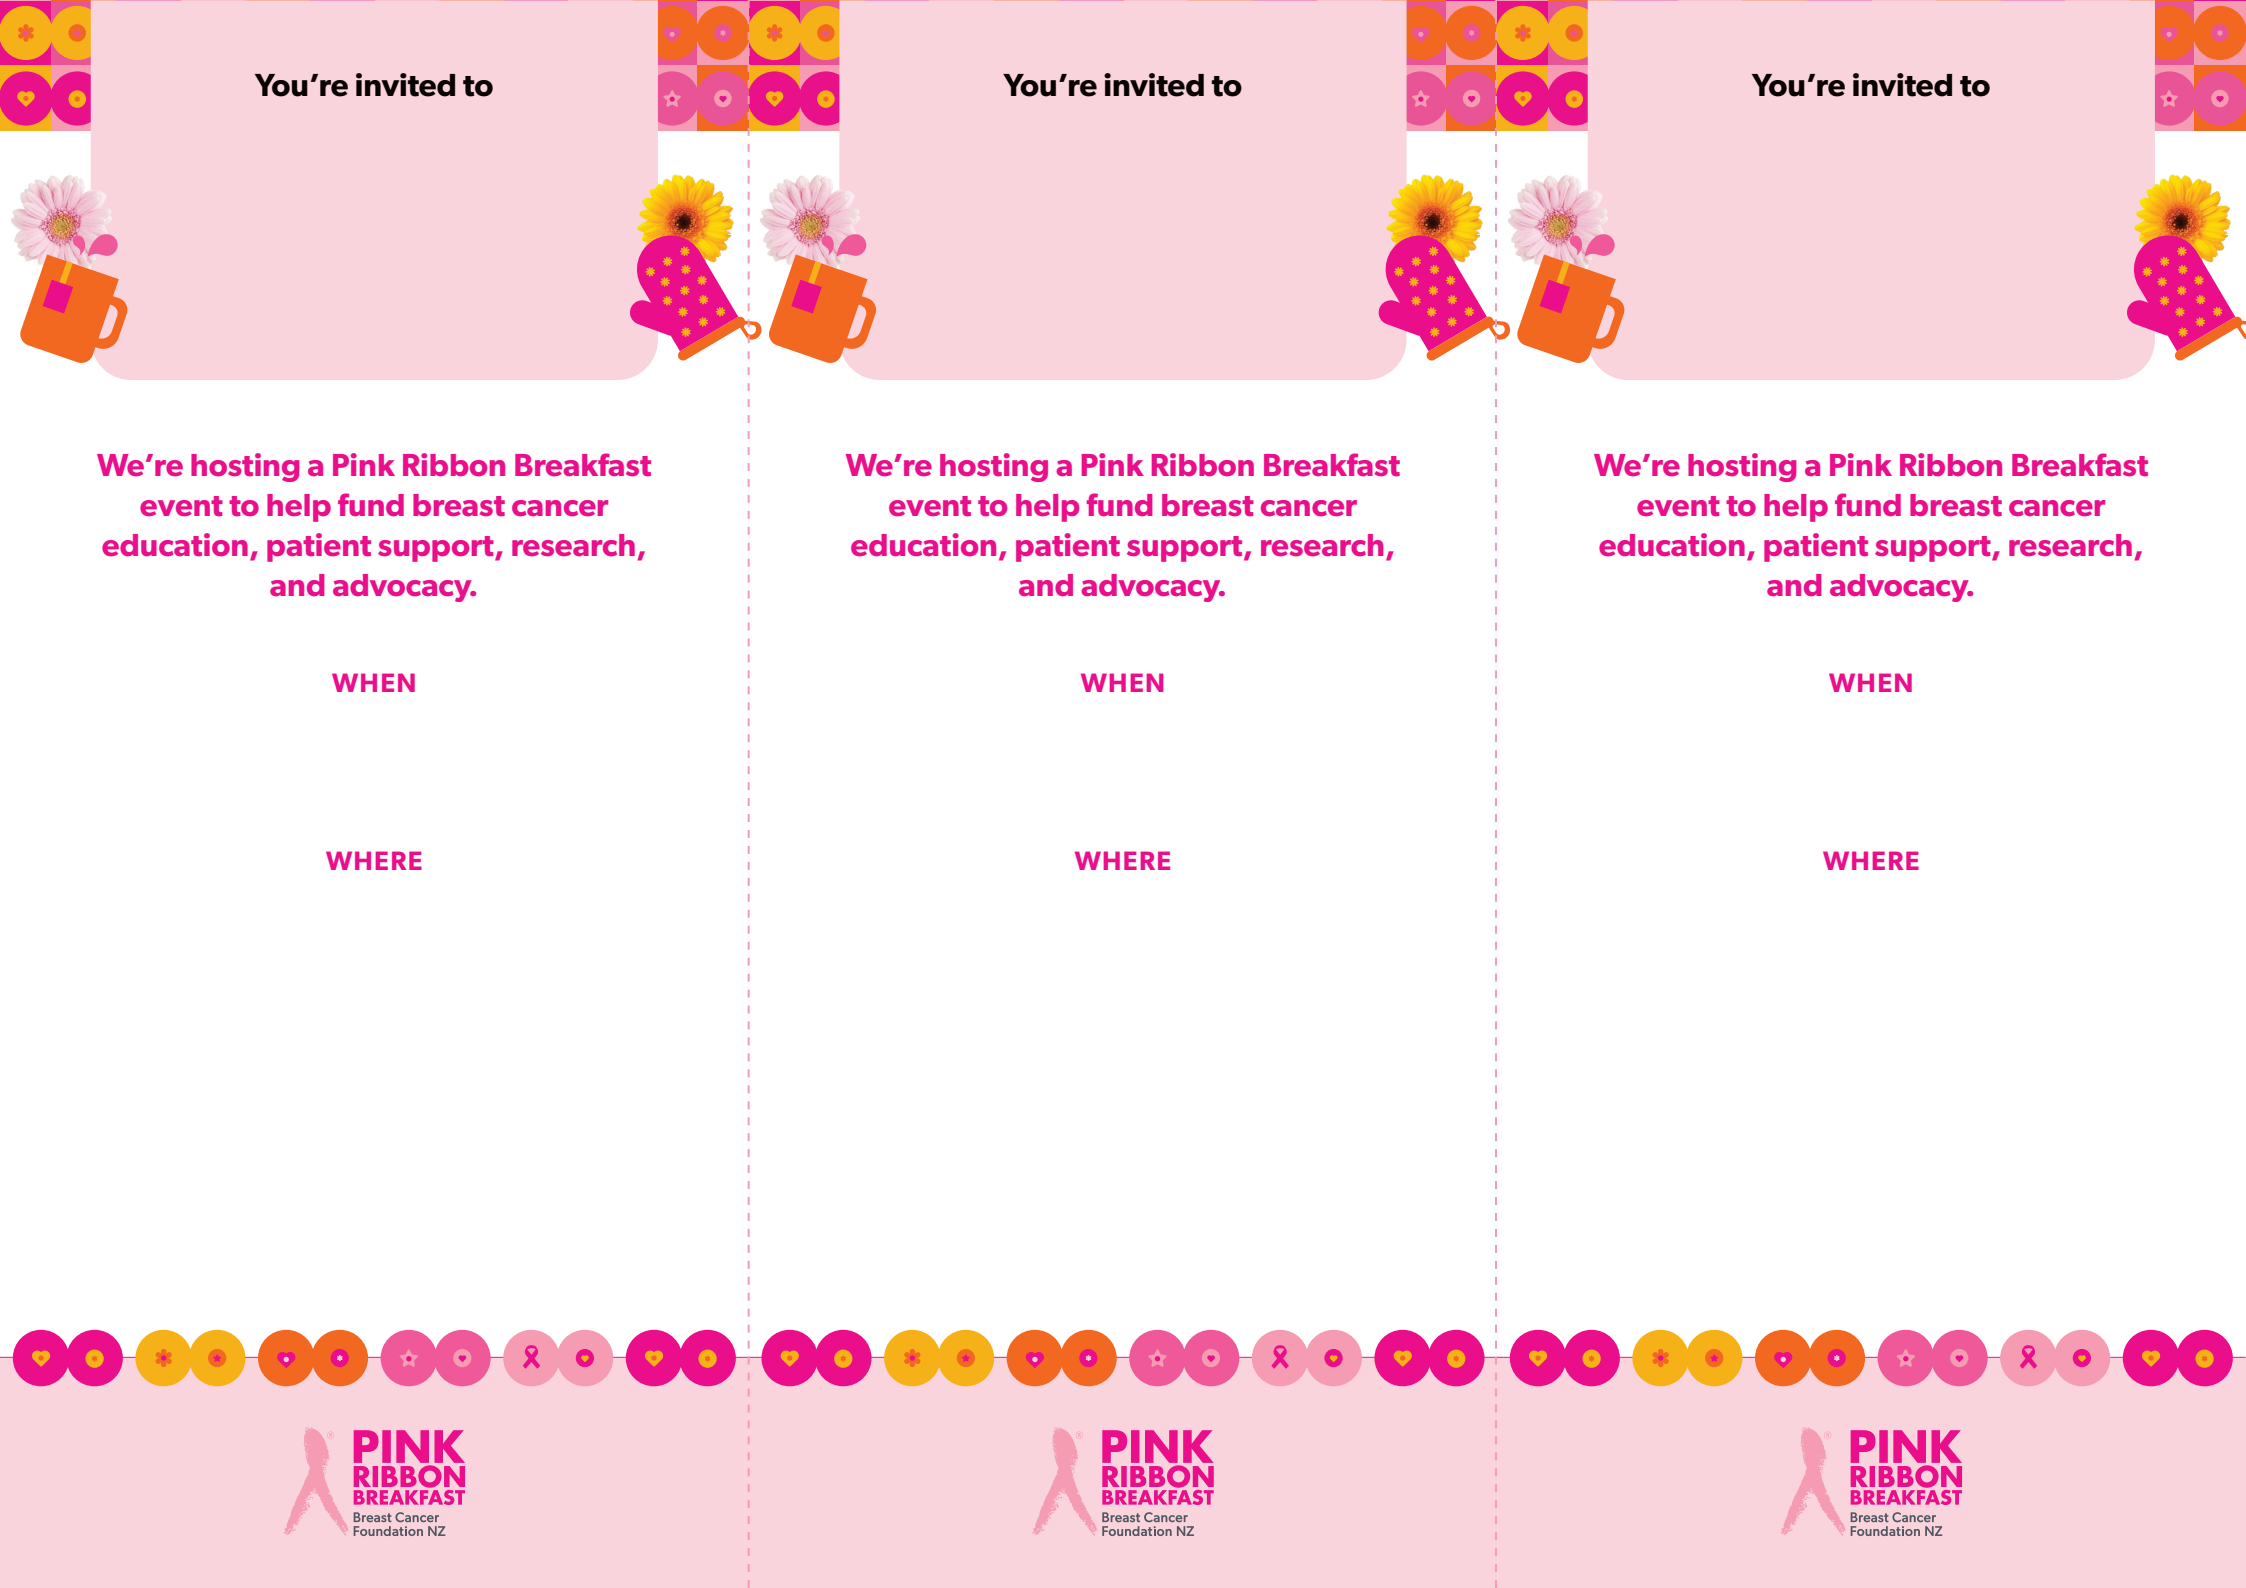 You're invited to
We're hosting a Pink Ribbon Breakfast
event to help fund breast cancer
education, patient support, research,
and advocacy.
WHEN
WHERE
®
PINK
RIBBON
BREAKFAST
Breast Cancer
Foundation NZ
You're invited to
We're hosting a Pink Ribbon Breakfast
event to help fund breast cancer
education, patient support, research,
and advocacy.
WHEN
WHERE
®
PINK
RIBBON
BREAKFAST
Breast Cancer
Foundation NZ
You're invited to
We're hosting a Pink Ribbon Breakfast
event to help fund breast cancer
education, patient support, research,
and advocacy.
WHEN
WHERE
®
PINK
RIBBON
BREAKFAST
Breast Cancer
Foundation NZ